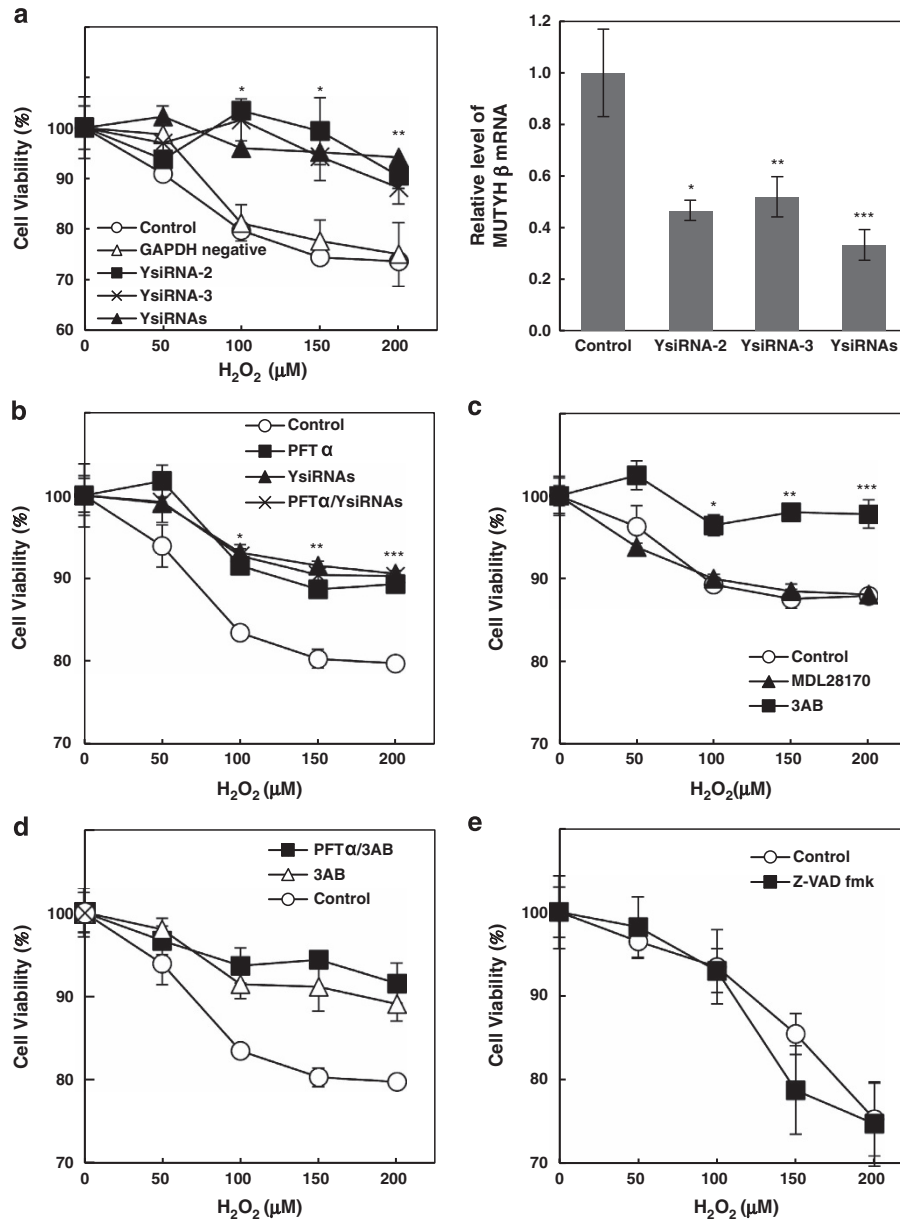 a
Cell Viability (%)
100
90
80
70
60
* * **
Control
GAPDH negative
YsiRNA-2
YsiRNA-3
YsiRNAs
0 50 100 150 200
H2O2 (μM)
Relative level of
MUTYH β mRNA
1.2
1.0
0.8
0.6
0.4
0.2
0.0
* ** ***
Control YsiRNA-2 YsiRNA-3 YsiRNAs
b
Cell Viability (%)
100
90
80
70
Control
PFT α
YsiRNAs
PFTα/YsiRNAs
* ** ***
0 50 100 150 200
H2O2 (μM)
c
Cell Viability (%)
100
90
80
70
* ** ***
Control
MDL28170
3AB
0 50 100 150 200
H2O2(μM)
d
Cell Viability (%)
100
90
80
70
PFTα/3AB
3AB
Control
0 50 100 150 200
H2O2 (μM)
e
Cell Viability (%)
100
90
80
70
Control
Z-VAD fmk
0 50 100 150 200
H2O2 (μM)